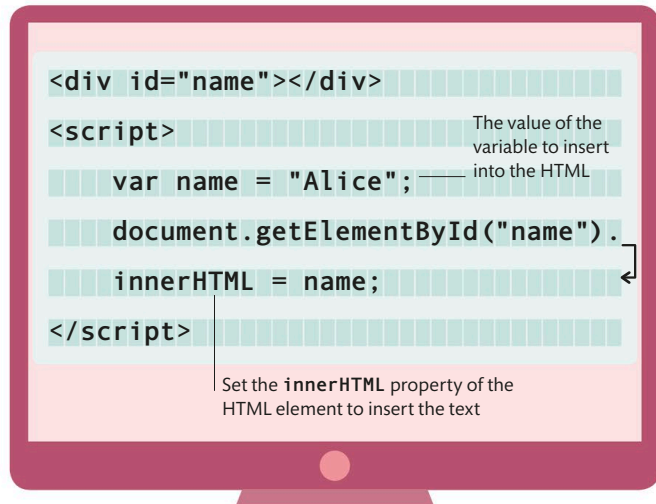 <div id="name"></div>
<script>
The value of the
variable to insert
into the HTML
var name = "Alice";
document.getElementById("name").
innerHTML = name;
</script>
Set the innerHTML property of the
HTML element to insert the text